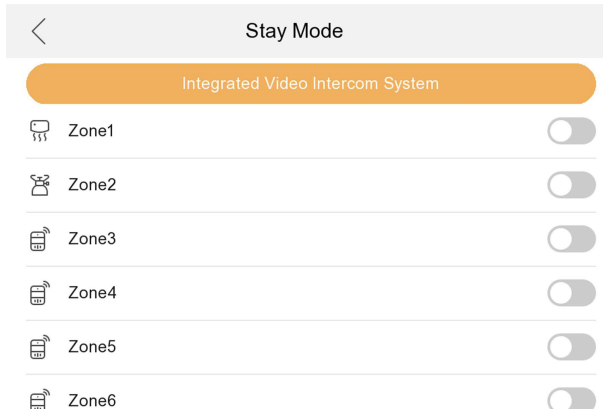 Stay Mode
Integrated Video Intercom System
Zone1
Zone2
Zone3
Zone4
Zone5
Zone6